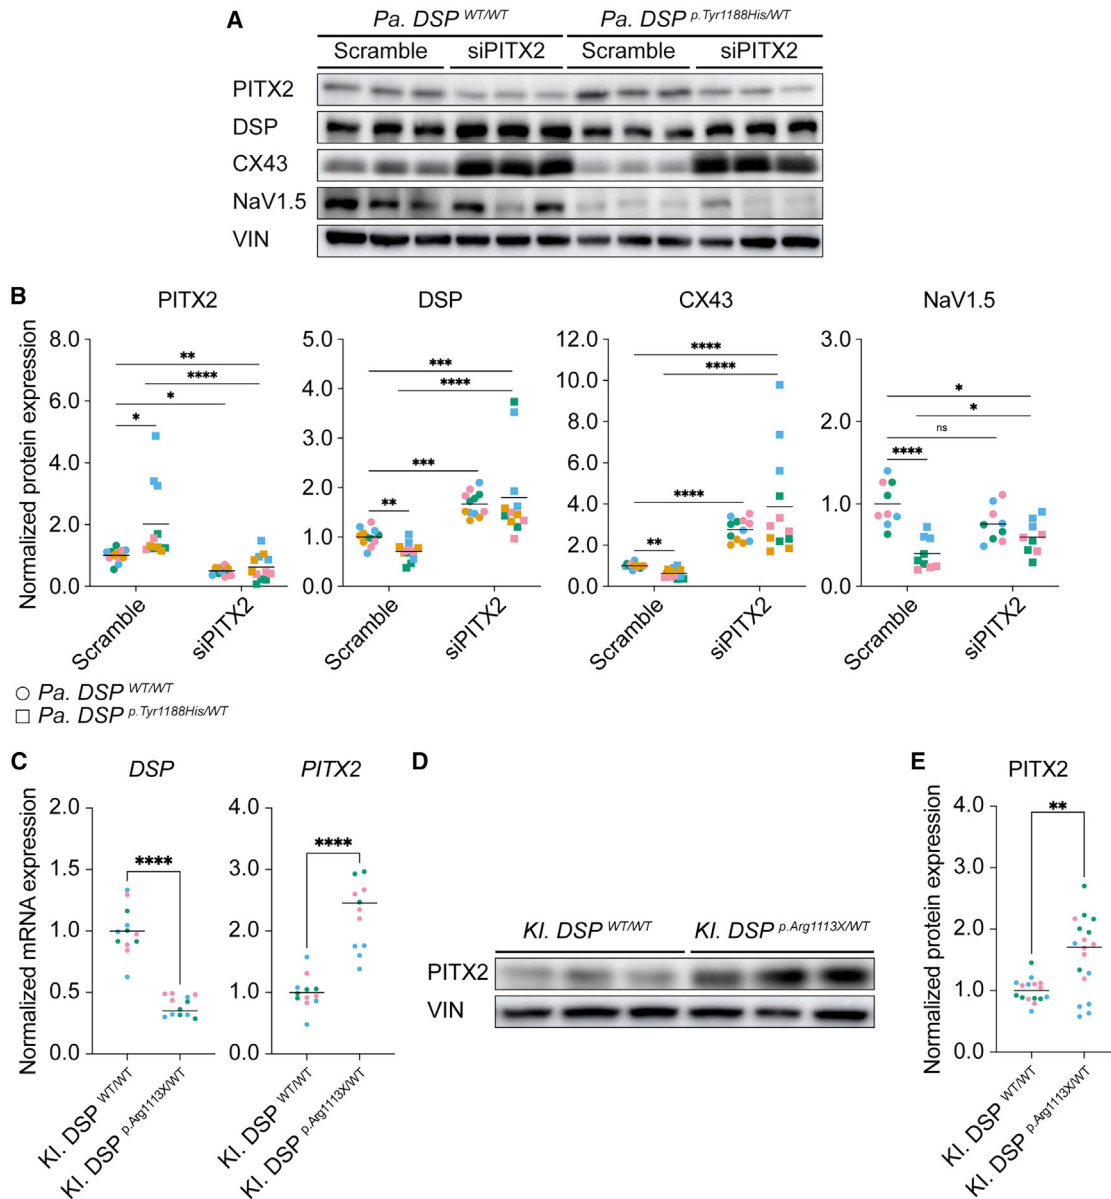 A
Pa. DSP WT/WT Pa. DSP p.Tyr1188His/WT
Scramble siPITX2 Scramble siPITX2
PITX2
DSP
CX43
NaV1.5
VIN
B
PITX2 DSP CX43 NaV1.5
Normalized protein expression
8.0
6.0
4.0
2.0
0.0
** **** * *
Scramble siPITX2
5.0
4.0
3.0
2.0
1.0
0.0
*** **** *** **
Scramble siPITX2
12.0
10.0
8.0
6.0
4.0
2.0
0.0
**** **** **** **
Scramble siPITX2
3.0
2.0
1.0
0.0
* * ns ****
Scramble siPITX2
Pa. DSP WT/WT
Pa. DSP p.Tyr1188His/WT
C
DSP PITX2
Normalized mRNA expression
2.0
1.5
1.0
0.5
0.0
****
KI. DSP WT/WT
KI. DSP p.Arg1113X/WT
4.0
3.0
2.0
1.0
0.0
****
KI. DSP WT/WT
KI. DSP p.Arg1113X/WT
D
KI. DSP WT/WT KI. DSP p.Arg1113X/WT
PITX2
VIN
E
PITX2
Normalized protein expression
4.0
3.0
2.0
1.0
0.0
**
KI. DSP WT/WT
KI. DSP p.Arg1113X/WT